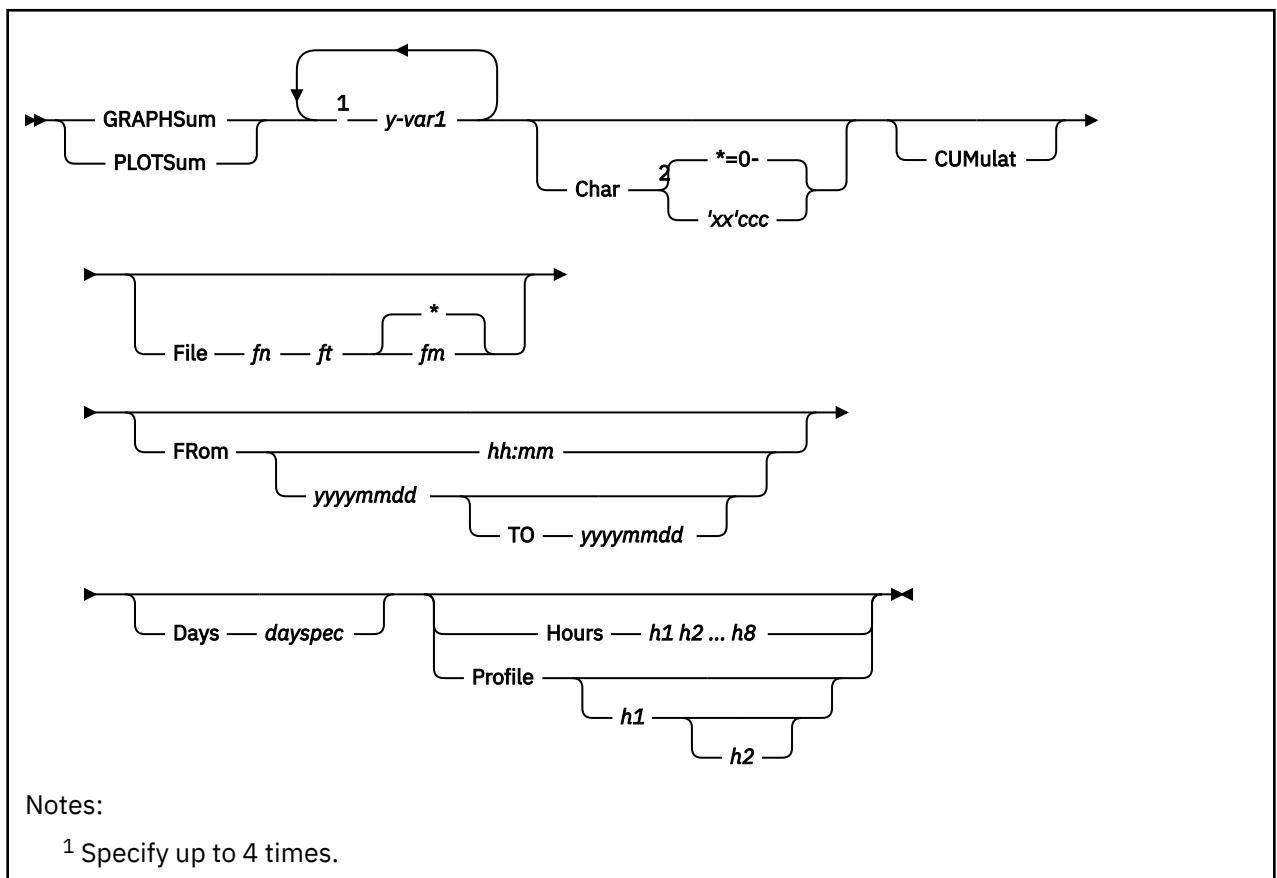 GRAPHSum
PLOTSum
1
y-var1
Char
2
*=0-
'xx'ccc
CUMulat
File fn ft
*
fm
FRom
hh:mm
yyyymmdd
TO yyyymmdd
Days dayspec
Hours h1 h2 ... h8
Profile
h1
h2
Notes:
1 Specify up to 4 times.